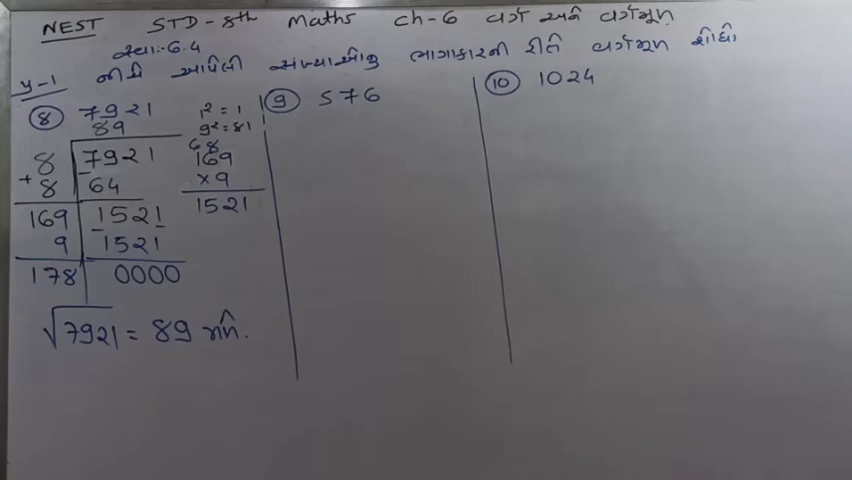 NEST STD-8th Maths Ch-6 વર્ગ અને વર્ગમૂળ
સ્વા:-6.4
પ્ર-1 નીચે આપેલી સંખ્યાઓનું ભાગાકારની રીતે વર્ગમૂળ શોધો
8 7921
1² = 1
89
9² = 81
8 7921
+ 8 64
169 1521
9 1521
178 0000
68
169
×9
1521
√7921 = 89
9 576
10 1024